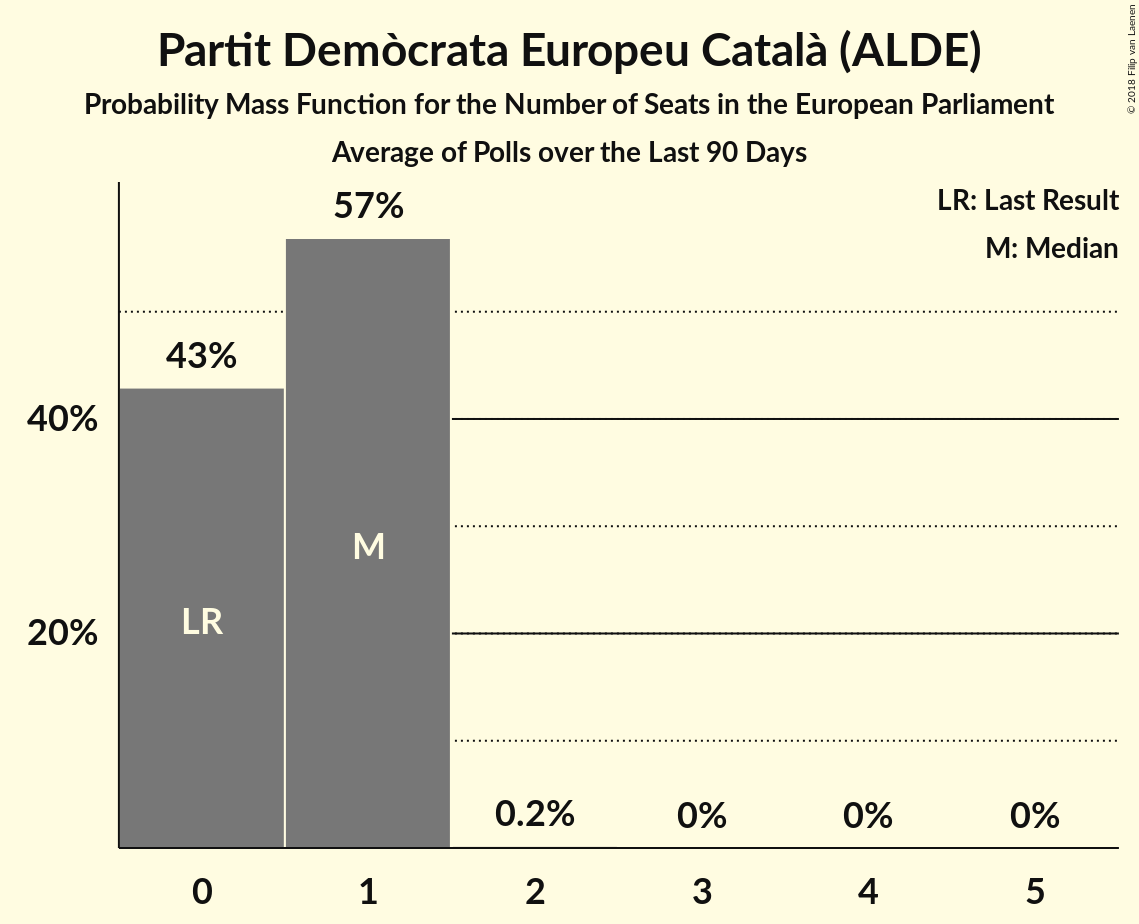 Partit Demòcrata Europeu Català (ALDE)
Probability Mass Function for the Number of Seats in the European Parliament
Average of Polls over the Last 90 Days
© 2018 Filip van Laenen
LR: Last Result
M: Median
57%
43%
40%
M
LR
20%
0.2%
0%
0%
0%
0
1
2
3
4
5